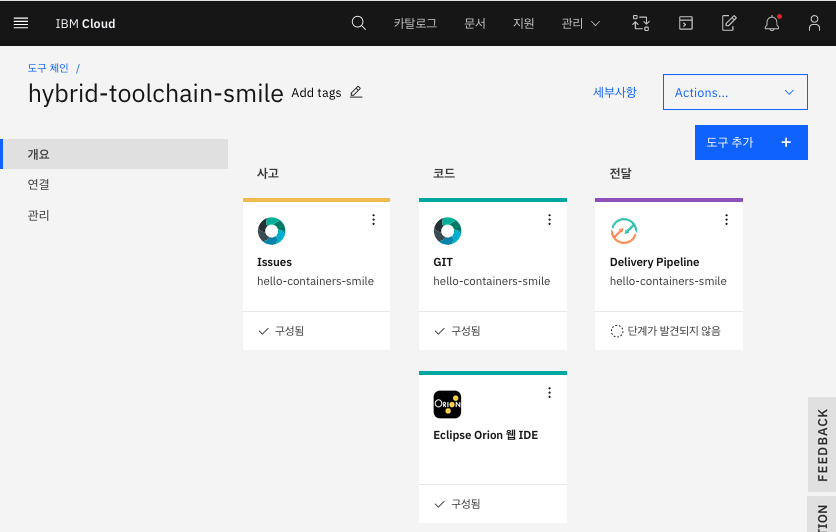 IBM Cloud
카탈로그
문서
지원
관리
도구 체인 /
hybrid-toolchain-smile
Add tags
세부사항
Actions...
도구 추가 +
개요
연결
관리
사고
코드
전달
Issues
hello-containers-smile
구성됨
GIT
hello-containers-smile
구성됨
Delivery Pipeline
hello-containers-smile
단계가 발견되지 않음
ORION
Eclipse Orion 웹 IDE
구성됨
FEEDBACK
TION